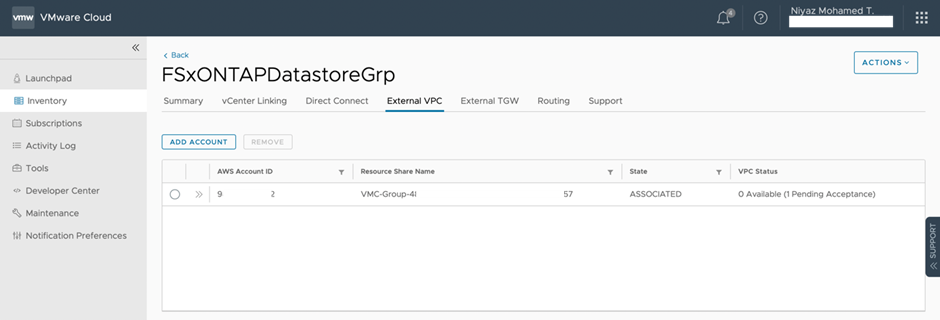 vmw VMware Cloud
4
Niyaz Mohamed T.
Back
FSxONTAPDatastoreGrp
ACTIONS
Launchpad
Inventory
Subscriptions
Activity Log
Tools
Developer Center
Maintenance
Notification Preferences
Summary vCenter Linking Direct Connect External VPC External TGW Routing Support
ADD ACCOUNT REMOVE
AWS Account ID Resource Share Name State VPC Status
9 2 VMC-Group-4 57 ASSOCIATED 0 Available (1 Pending Acceptance)
SUPPORT